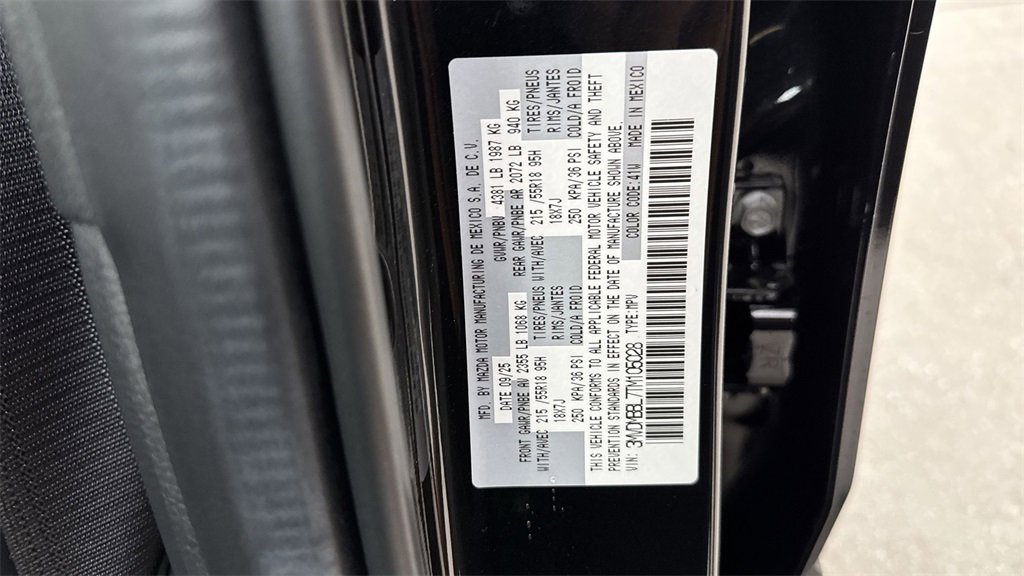 MFD. BY MAZDA MOTOR MANUFACTURING DE MEXICO S.A. DE C.V.
DATE 09/25 GVWR/PNBV 4381 LB 1987 KG
FRONT GAWR/PNBE AV 2355 LB 1068 KG REAR GAWR/PNBE AR 2072 LB 940 KG
WITH/AVEC 215 /55R18 95H TIRES/PNEUS WITH/AVEC 215 /55R18 95H TIRES/PNEUS
18X7J RIMS/JANTES 18X7J RIMS/JANTES
250 KPA/36 PSI COLD/A FROID 250 KPA/36 PSI COLD/A FROID
THIS VEHICLE CONFORMS TO ALL APPLICABLE FEDERAL MOTOR VEHICLE SAFETY AND THEFT
PREVENTION STANDARDS IN EFFECT ON THE DATE OF MANUFACTURE SHOWN ABOVE.
VIN: TYPE:MPV COLOR CODE:41W MADE IN MEXICO